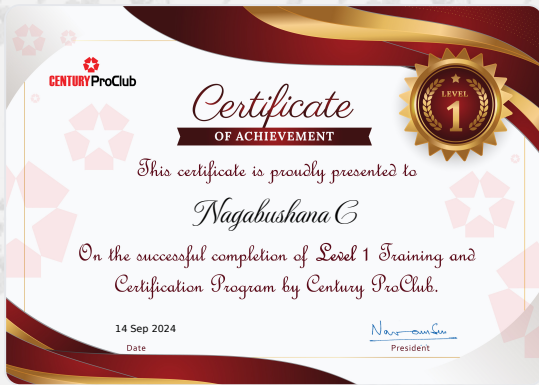 CENTURY ProClub
LEVEL
1
Certificate
OF ACHIEVEMENT
This certificate is proudly presented to
Nagabushana C
On the successful completion of Level 1 Training and
Certification Program by Century ProClub.
14 Sep 2024
Date
President